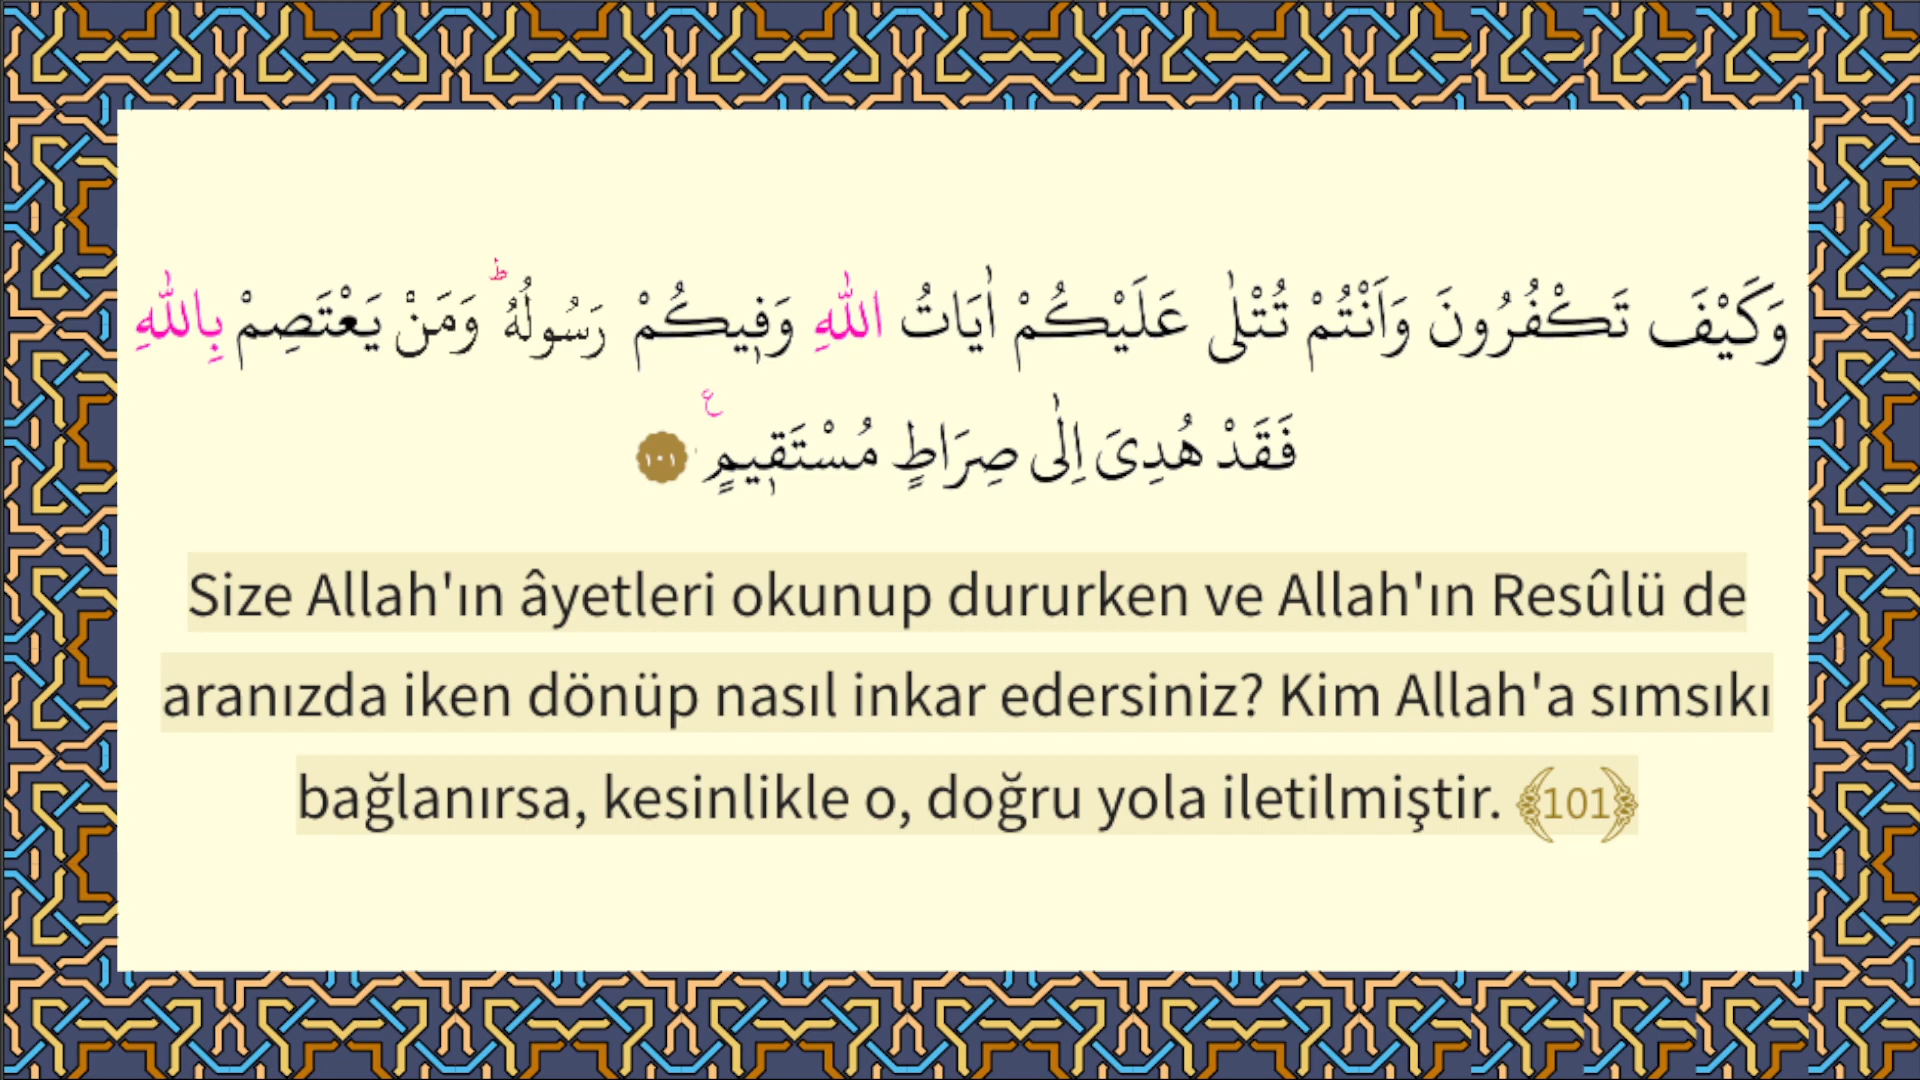 وَكَيْفَ تَكْفُرُونَ وَاَنْتُمْ تُتْلٰى عَلَيْكُمْ اٰيَاتُ اللّٰهِ وَف۪يكُمْ رَسُولُهُۜ وَمَنْ يَعْتَصِمْ بِاللّٰهِ
فَقَدْ هُدِىَ اِلٰى صِرَاطٍ مُسْتَق۪يمٍ۟ ﴿١٠١﴾
Size Allah'ın âyetleri okunup dururken ve Allah'ın Resûlü de
aranızda iken dönüp nasıl inkar edersiniz? Kim Allah'a sımsıkı
bağlanırsa, kesinlikle o, doğru yola iletilmiştir. ﴾101﴿